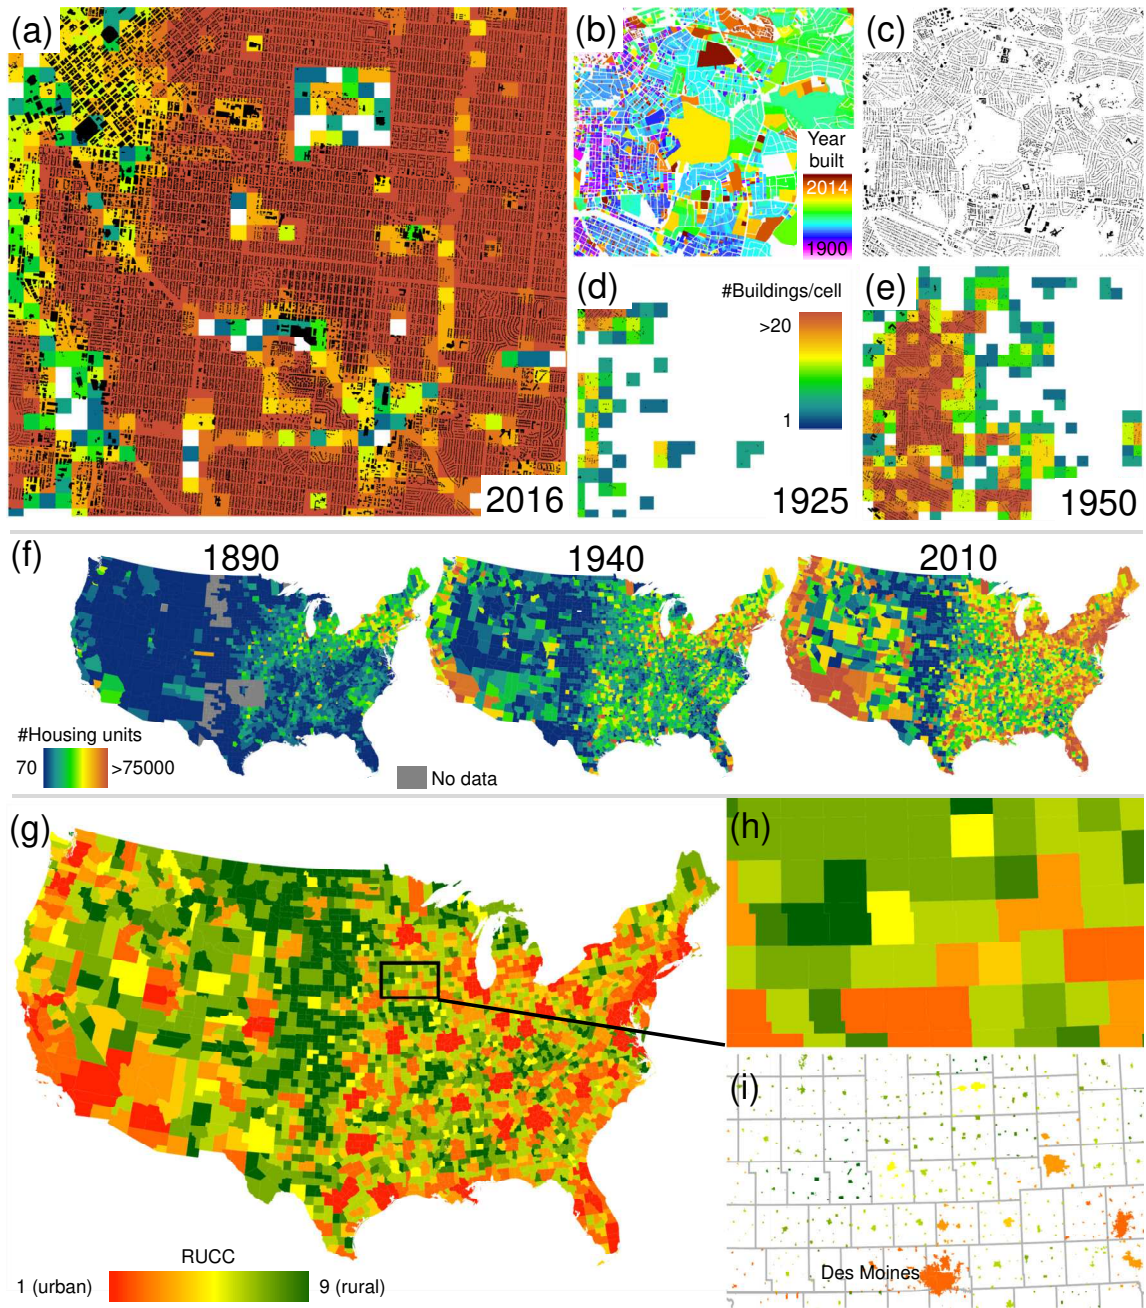 (a)
2016
(b)
Year
built
2014
1900
(c)
(d)
#Buildings/cell
>20
1
1925
(e)
1950
(f)
1890
1940
2010
#Housing units
70
>75000
No data
(g)
RUCC
1 (urban)
9 (rural)
(h)
(i)
Des Moines